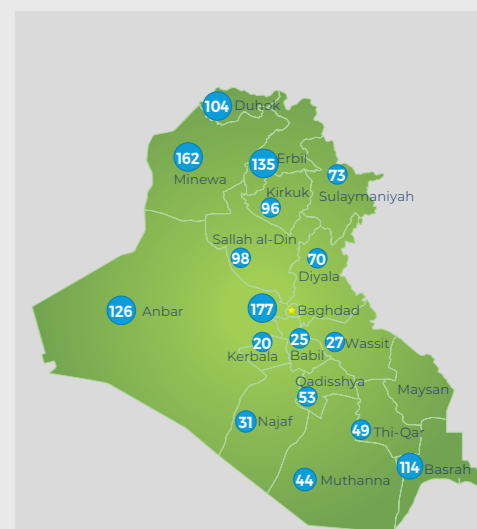 104 Duhok
162
Minewa
135 Erbil
73
Sulaymaniyah
Kirkuk
96
Sallah al-Din
98
70
Diyala
126 Anbar
177
Baghdad
20
Kerbala
25
Babil
27 Wassit
Qadisshya
53
Maysan
31 Najaf
49 Thi-Qar
114 Basrah
44 Muthanna